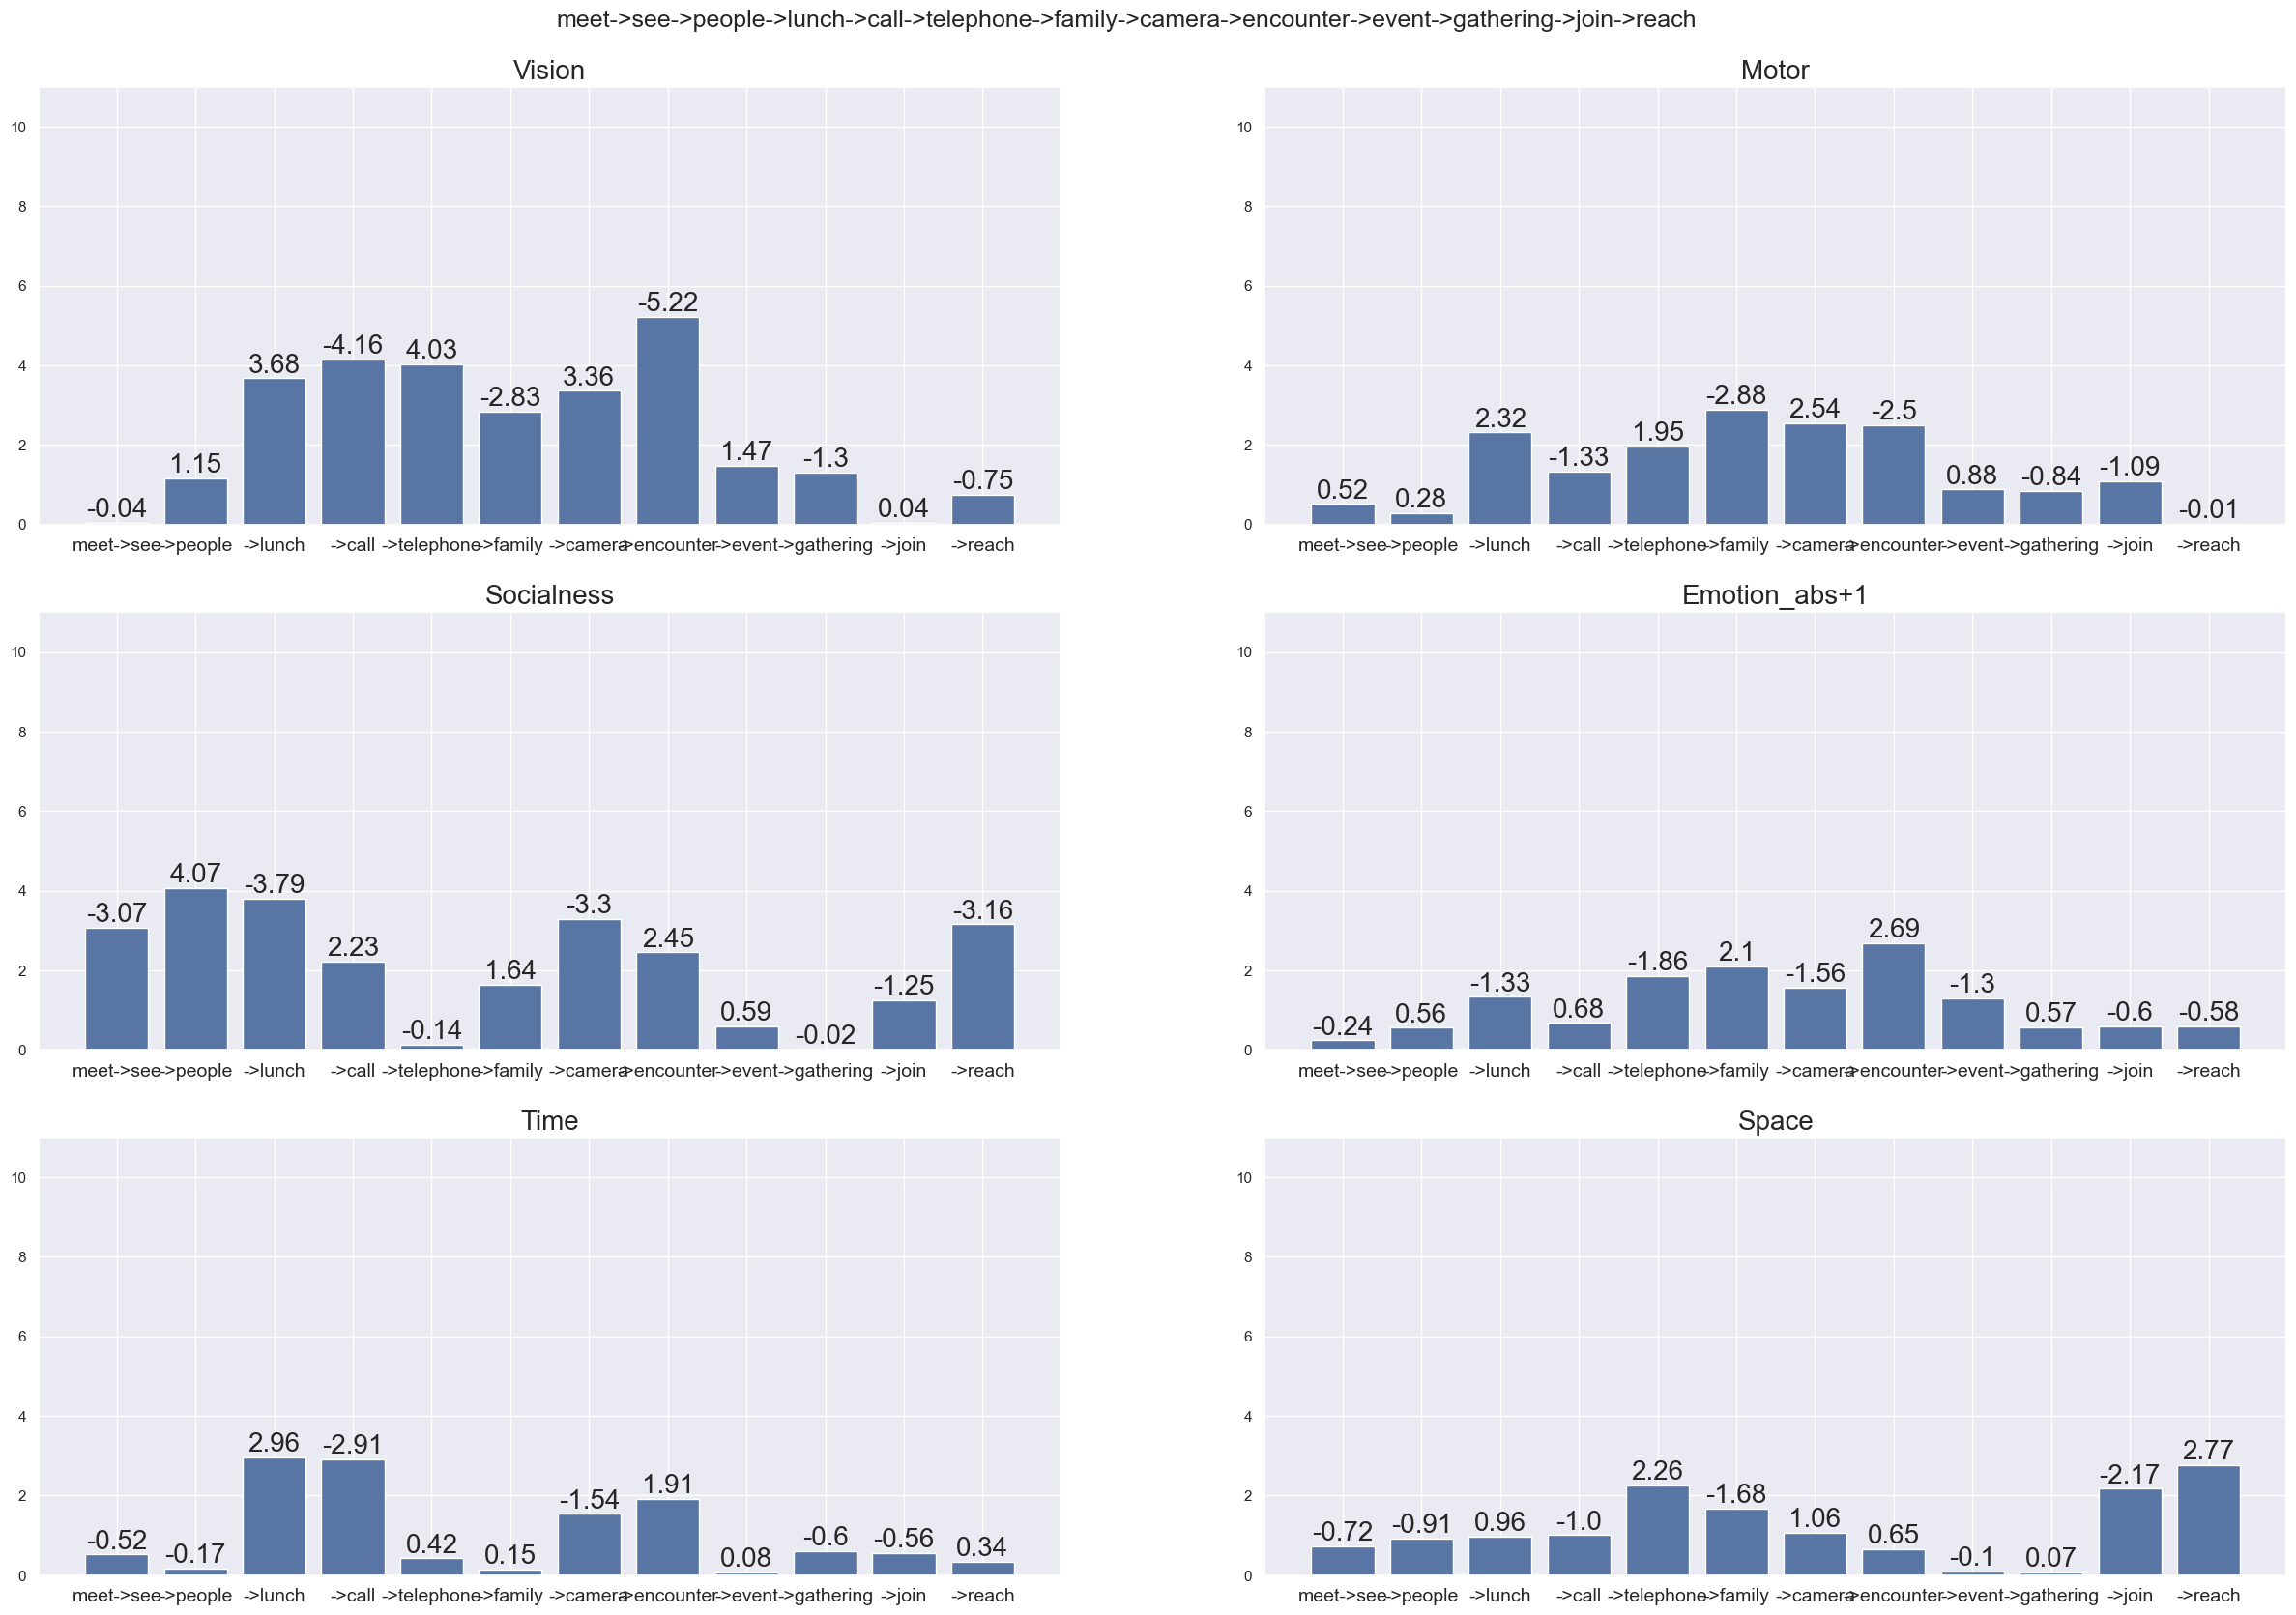 meet->see->people->lunch->call->telephone->family->camera->encounter->event->gathering->join->reach
Vision
10
8
6
4
2
0
-0.04 1.15 3.68 -4.16 4.03 -2.83 3.36 -5.22 1.47 -1.3 0.04 -0.75
meet->see ->people ->lunch ->call ->telephone ->family ->camera ->encounter ->event ->gathering ->join ->reach
Motor
10
8
6
4
2
0
0.52 0.28 2.32 -1.33 1.95 -2.88 2.54 -2.5 0.88 -0.84 -1.09 -0.01
meet->see ->people ->lunch ->call ->telephone ->family ->camera ->encounter ->event ->gathering ->join ->reach
Socialness
10
8
6
4
2
0
-3.07 4.07 -3.79 2.23 -0.14 1.64 -3.3 2.45 0.59 -0.02 -1.25 -3.16
meet->see ->people ->lunch ->call ->telephone ->family ->camera ->encounter ->event ->gathering ->join ->reach
Emotion_abs+1
10
8
6
4
2
0
-0.24 0.56 -1.33 0.68 -1.86 2.1 -1.56 2.69 -1.3 0.57 -0.6 -0.58
meet->see ->people ->lunch ->call ->telephone ->family ->camera ->encounter ->event ->gathering ->join ->reach
Time
10
8
6
4
2
0
-0.52 -0.17 2.96 -2.91 0.42 0.15 -1.54 1.91 0.08 -0.6 -0.56 0.34
meet->see ->people ->lunch ->call ->telephone ->family ->camera ->encounter ->event ->gathering ->join ->reach
Space
10
8
6
4
2
0
-0.72 -0.91 0.96 -1.0 2.26 -1.68 1.06 0.65 -0.1 0.07 -2.17 2.77
meet->see ->people ->lunch ->call ->telephone ->family ->camera ->encounter ->event ->gathering ->join ->reach